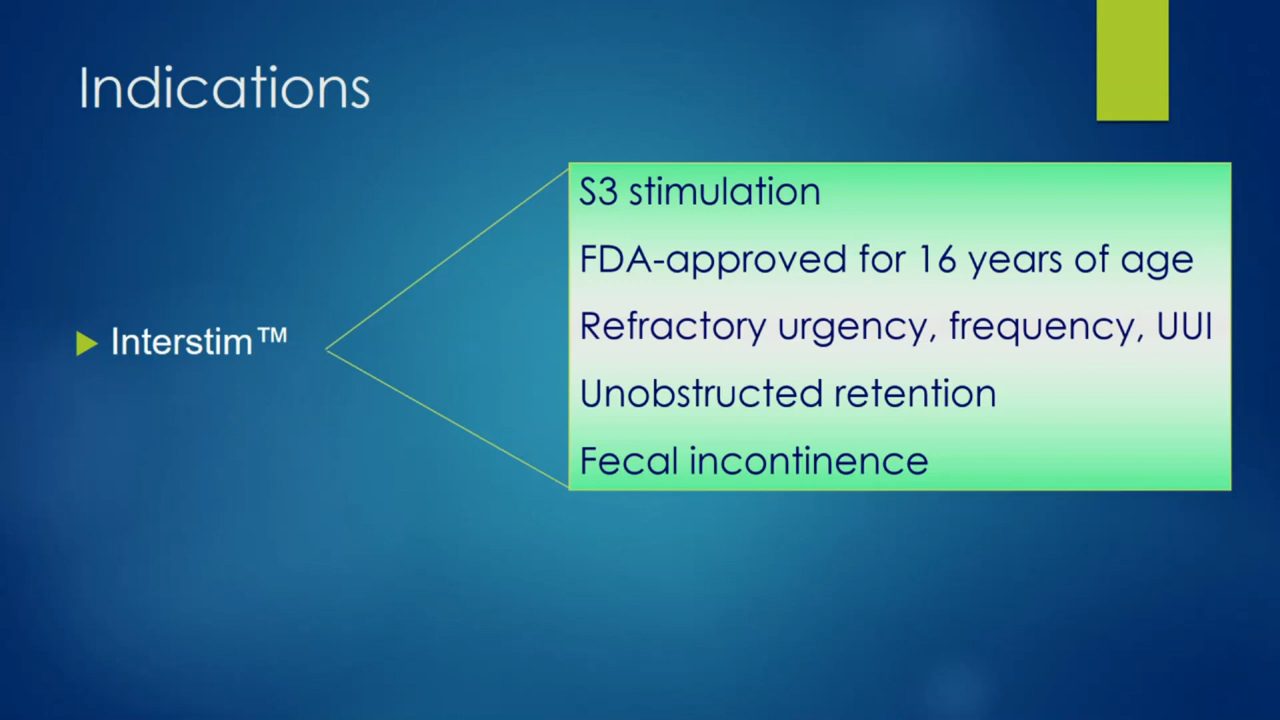 Indications
Interstim™
S3 stimulation
FDA-approved for 16 years of age
Refractory urgency, frequency, UUI
Unobstructed retention
Fecal incontinence